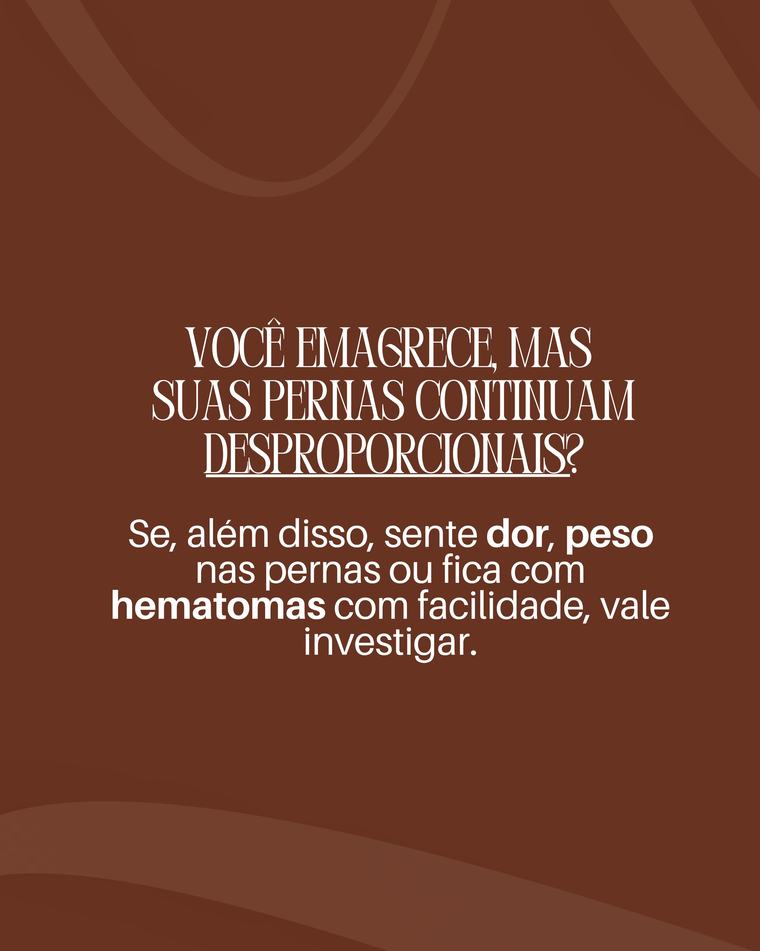 VOCÊ EMAGRECE, MAS
SUAS PERNAS CONTINUAM
DESPROPORCIONAIS?
Se, além disso, sente dor, peso
nas pernas ou fica com
hematomas com facilidade, vale
investigar.